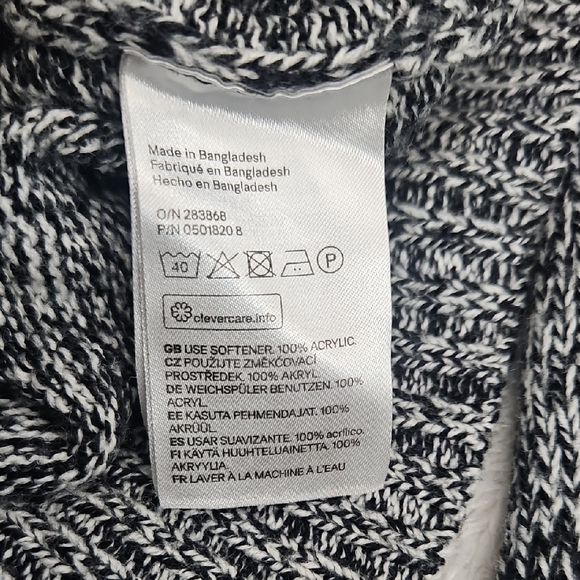 Made in Bangladesh
Fabriqué en Bangladesh
Hecho en Bangladesh
O/N 283868
P/N 0501820 8
40 P
clevercare.info
GB USE SOFTENER. 100% ACRYLIC.
CZ POUŽIJTE ZMĚKČOVACÍ
PROSTŘEDEK. 100% AKRYL.
DE WEICHSPÜLER BENUTZEN. 100%
ACRYL.
EE KASUTA PEHMENDAJAT. 100%
AKRÜÜL.
ES USAR SUAVIZANTE. 100% acrílico.
FI KÄYTÄ HUUHTELUAINETTA. 100%
AKRYYLIA.
FR LAVER À LA MACHINE À L'EAU